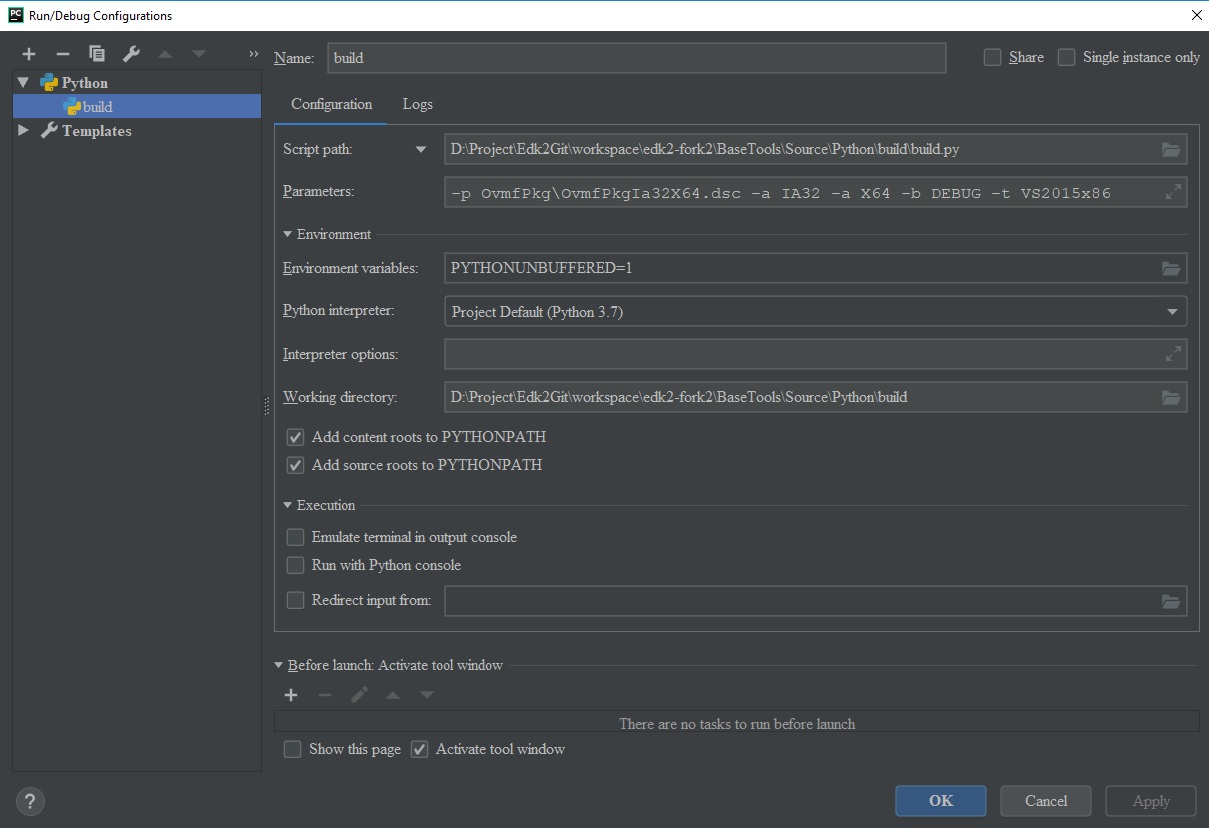 PC Run/Debug Configurations
Name: build Share Single instance only
Python
build
Templates
Configuration Logs
Script path: D:\Project\Edk2Git\workspace\edk2-fork2\BaseTools\Source\Python\build\build.py
Parameters: -p OvmfPkg\OvmfPkgIa32X64.dsc -a IA32 -a X64 -b DEBUG -t VS2015x86
Environment
Environment variables: PYTHONUNBUFFERED=1
Python interpreter: Project Default (Python 3.7)
Interpreter options:
Working directory: D:\Project\Edk2Git\workspace\edk2-fork2\BaseTools\Source\Python\build
Add content roots to PYTHONPATH
Add source roots to PYTHONPATH
Execution
Emulate terminal in output console
Run with Python console
Redirect input from:
Before launch: Activate tool window
There are no tasks to run before launch
Show this page Activate tool window
? OK Cancel Apply